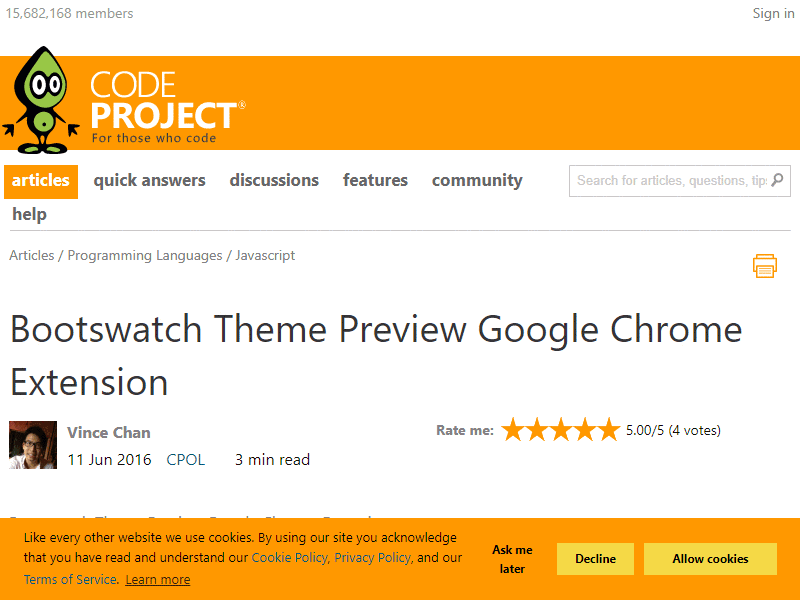 15,682,168 members
Sign in
CODE
PROJECT®
For those who code
articles quick answers discussions features community
Search for articles, questions, tips
help
Articles / Programming Languages / Javascript
Bootswatch Theme Preview Google Chrome
Extension
Vince Chan
Rate me: 5.00/5 (4 votes)
11 Jun 2016 CPOL 3 min read
Like every other website we use cookies. By using our site you acknowledge
that you have read and understand our Cookie Policy, Privacy Policy, and our
Terms of Service. Learn more
Ask me
later
Decline
Allow cookies